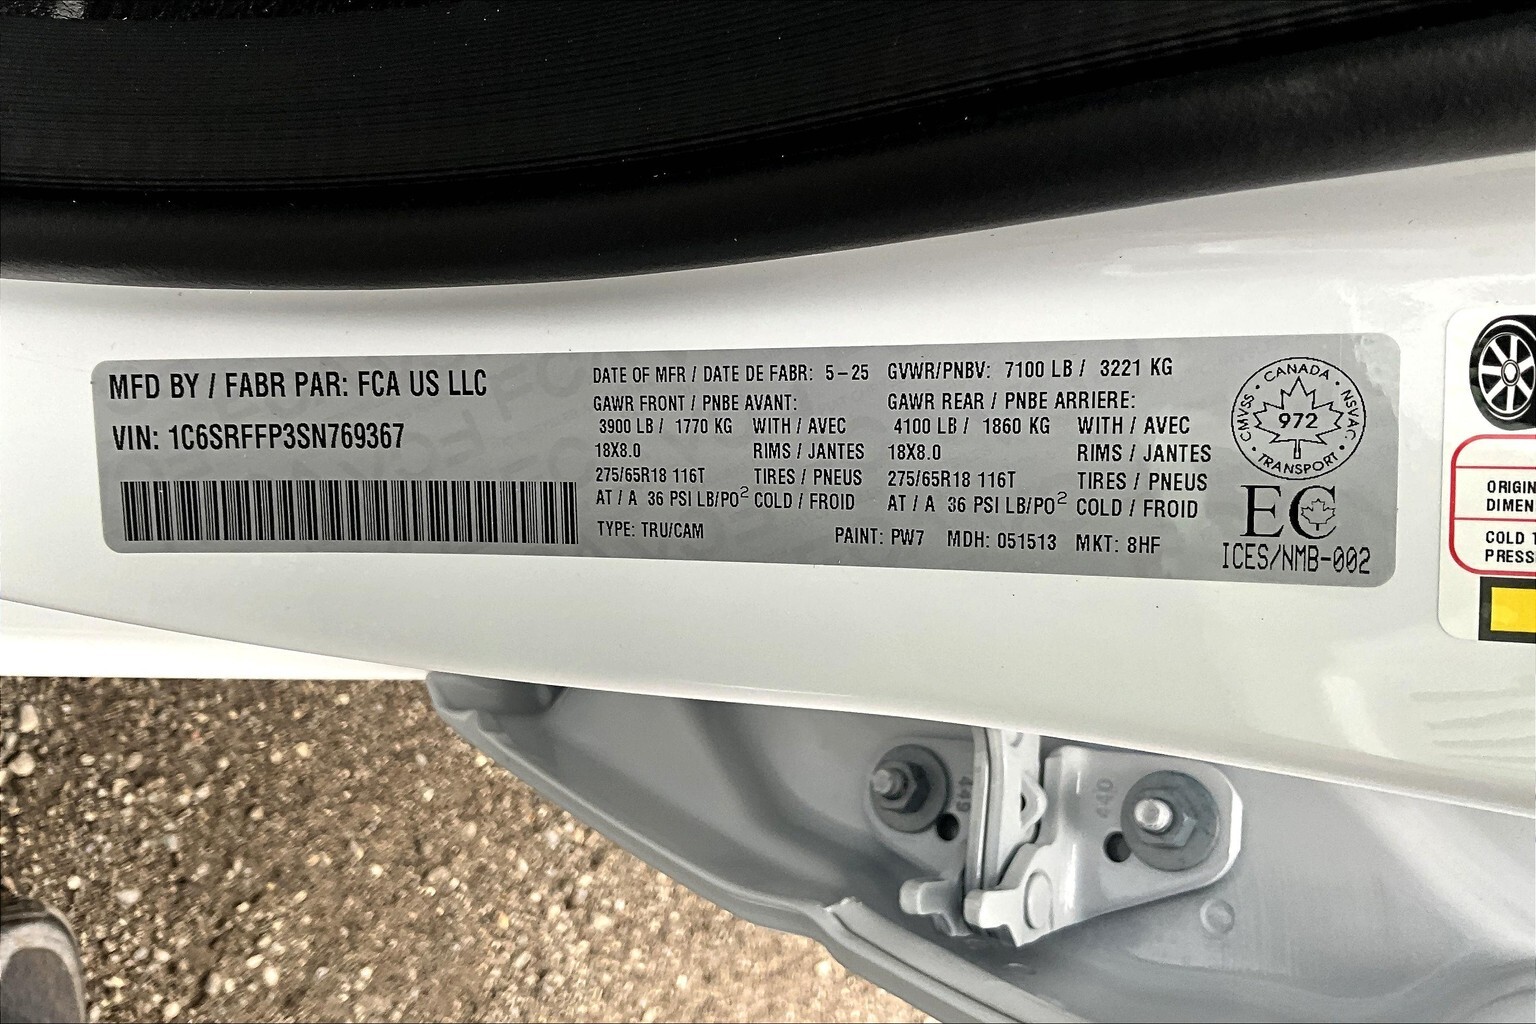 MFD BY / FABR PAR: FCA US LLC
VIN: 1C6SRFFP3SN769367
DATE OF MFR / DATE DE FABR: 5-25 GVWR/PNBV: 7100 LB / 3221 KG
GAWR FRONT / PNBE AVANT: GAWR REAR / PNBE ARRIERE:
3900 LB / 1770 KG WITH / AVEC 4100 LB / 1860 KG WITH / AVEC
18X8.0 RIMS / JANTES 18X8.0 RIMS / JANTES
275/65R18 116T TIRES / PNEUS 275/65R18 116T TIRES / PNEUS
AT / A 36 PSI LB/PO² COLD / FROID AT / A 36 PSI LB/PO² COLD / FROID
TYPE: TRU/CAM PAINT: PW7 MDH: 051513 MKT: 8HF
CANADA
CMVSS · NSVAC
972
TRANSPORT
EC
ICES/NMB-002
ORIGIN
DIMEN
COLD T
PRESS
449
440